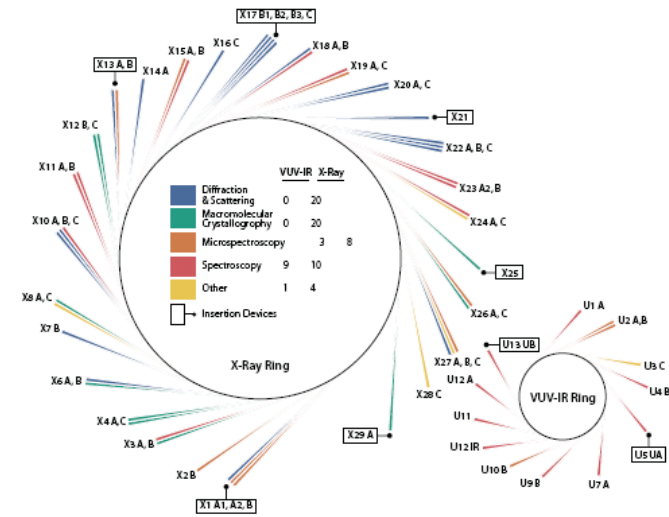 X17 B1, B2, B3, C
X16 C
X18 A, B
X15 A, B
X13 A, B
X14 A
X19 A, C
X20 A, C
X21
X12 B, C
X22 A, B, C
X11 A, B
VUV-IR X-Ray
Diffraction
& Scattering 0 20
X23 A2, B
Macromolecular
Crystallogrophy 0 20
X10 A, B, C
X24 A, C
Microspectroscopy 3 8
Spectroscopy 9 10
X25
Other 1 4
X8 A, C
Insertion Devices
X26 A, C
U1 A
U2 A, B
X7 B
U13 UB
X-Ray Ring
X27 A, B, C
U3 C
X6 A, B
U12 A
X28 C
U4 B
VUV-IR Ring
X4 A,C
U11
X29 A
X3 A, B
U12 IR
U5 UA
U10 B
X2 B
U9 B
U7 A
X1 A1, A2, B